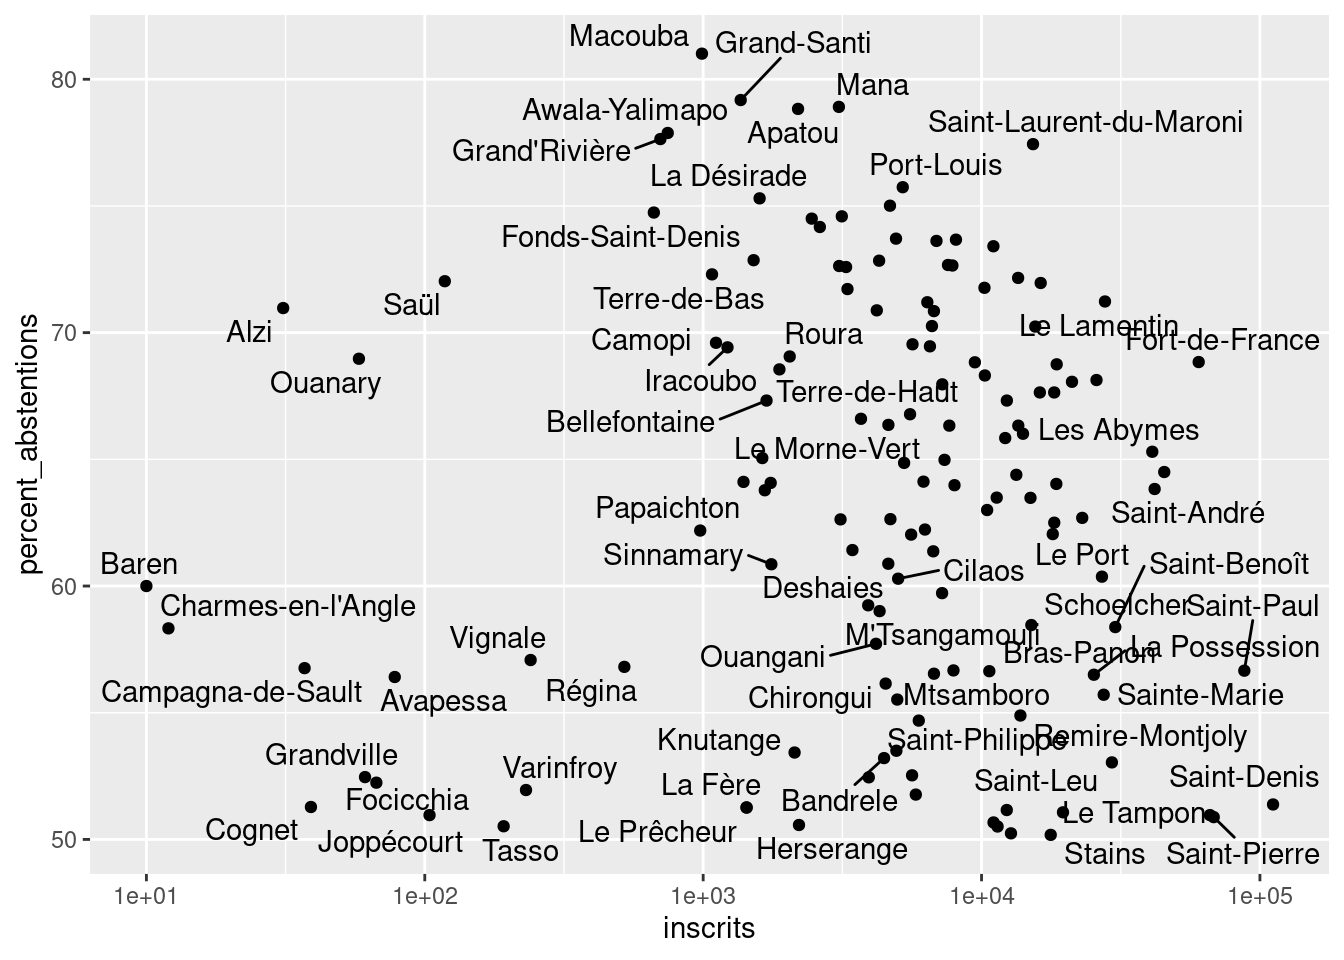 Macouba
Grand-Santi
80
Mana
Awala-Yalimapo
Apatou
Saint-Laurent-du-Maroni
Grand'Rivière
Port-Louis
La Désirade
Fonds-Saint-Denis
Saül
Terre-de-Bas
Alzi
70
Le Lamentin
Camopi
Roura
Fort-de-France
Ouanary
Iracoubo
Terre-de-Haut
Bellefontaine
Les Abymes
Le Morne-Vert
percent_abstentions
Papaichton
Saint-André
Sinnamary
Le Port
Baren
Cilaos
Saint-Benoît
60
Deshaies
Charmes-en-l'Angle
Schoelcher
Saint-Paul
Vignale
M'Tsangamouji
Ouangani
Bras-Panon
La Possession
Campagna-de-Sault
Avapessa
Régina
Chirongui
Mtsamboro
Sainte-Marie
Grandville
Knutange
Saint-Philippe
Remire-Montjoly
Varinfroy
La Fère
Saint-Leu
Saint-Denis
Focicchia
Bandrele
Le Tampon
Cognet
Joppécourt
Tasso
Le Prêcheur
Herserange
Stains
Saint-Pierre
50
1e+01
1e+02
1e+03
1e+04
1e+05
inscrits